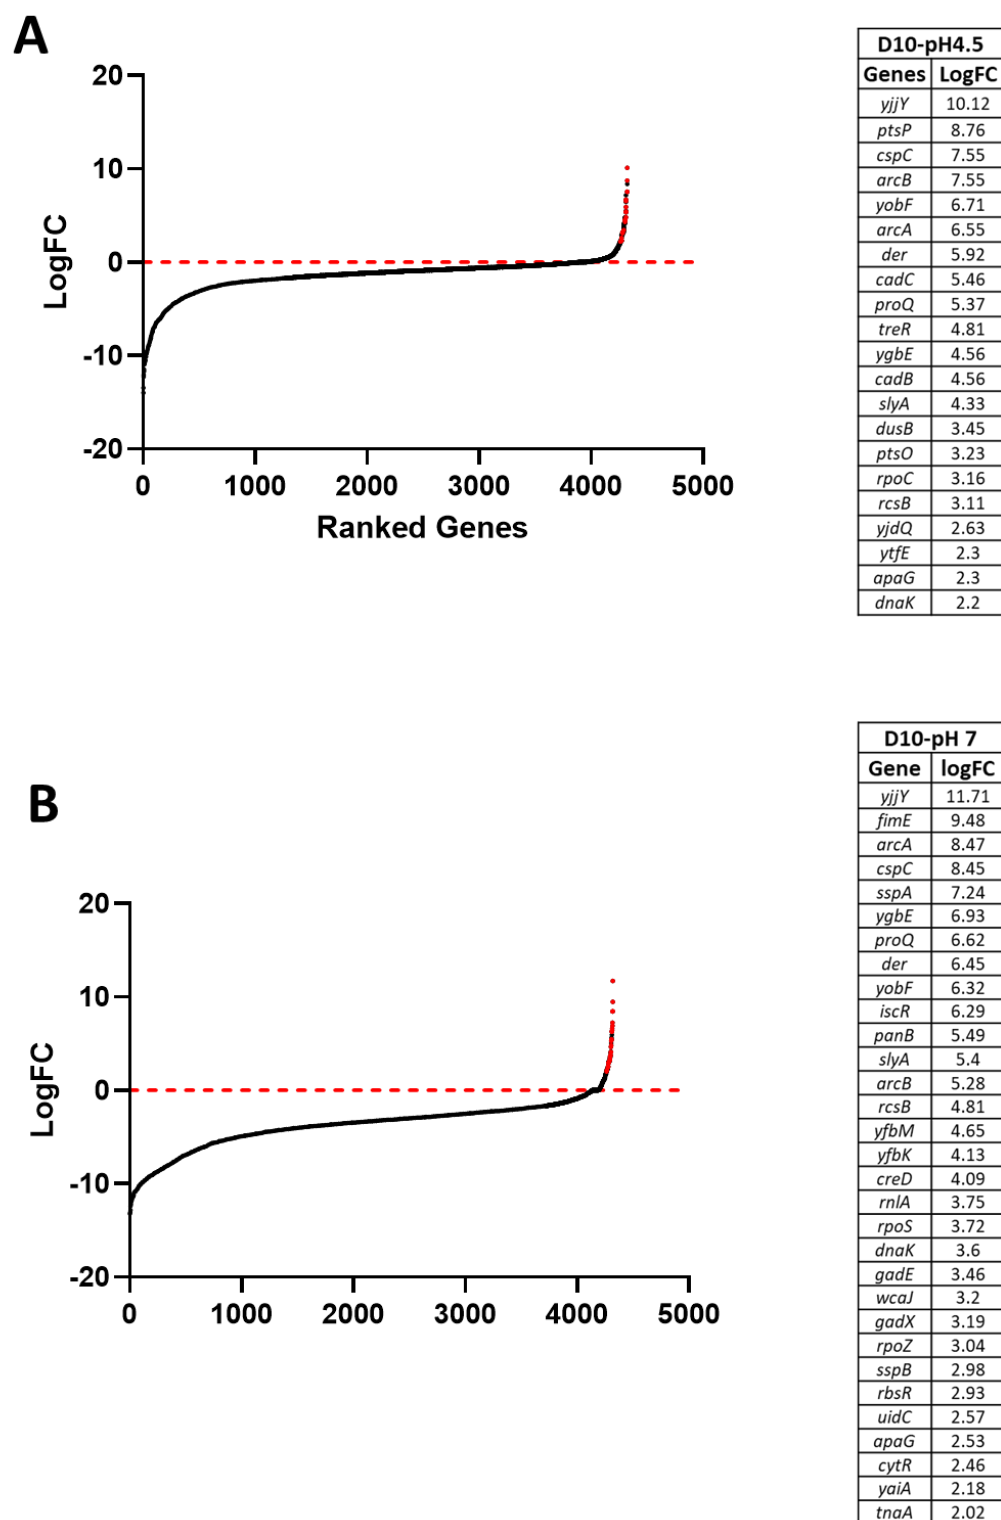 A
20
10
0
-10
-20
LogFC
0 1000 2000 3000 4000 5000
Ranked Genes
D10-pH4.5
Genes LogFC
yjjY 10.12
ptsP 8.76
cspC 7.55
arcB 7.55
yobF 6.71
arcA 6.55
der 5.92
cadC 5.46
proQ 5.37
treR 4.81
ygbE 4.56
cadB 4.56
slyA 4.33
dusB 3.45
ptsO 3.23
rpoC 3.16
rcsB 3.11
yjdQ 2.63
ytfE 2.3
apaG 2.3
dnaK 2.2
B
20
10
0
-10
-20
LogFC
0 1000 2000 3000 4000 5000
D10-pH 7
Gene logFC
yjjY 11.71
fimE 9.48
arcA 8.47
cspC 8.45
sspA 7.24
ygbE 6.93
proQ 6.62
der 6.45
yobF 6.32
iscR 6.29
panB 5.49
slyA 5.4
arcB 5.28
rcsB 4.81
yfbM 4.65
yfbK 4.13
creD 4.09
rnlA 3.75
rpoS 3.72
dnaK 3.6
gadE 3.46
wcaJ 3.2
gadX 3.19
rpoZ 3.04
sspB 2.98
rbsR 2.93
uidC 2.57
apaG 2.53
cytR 2.46
yaiA 2.18
tnaA 2.02